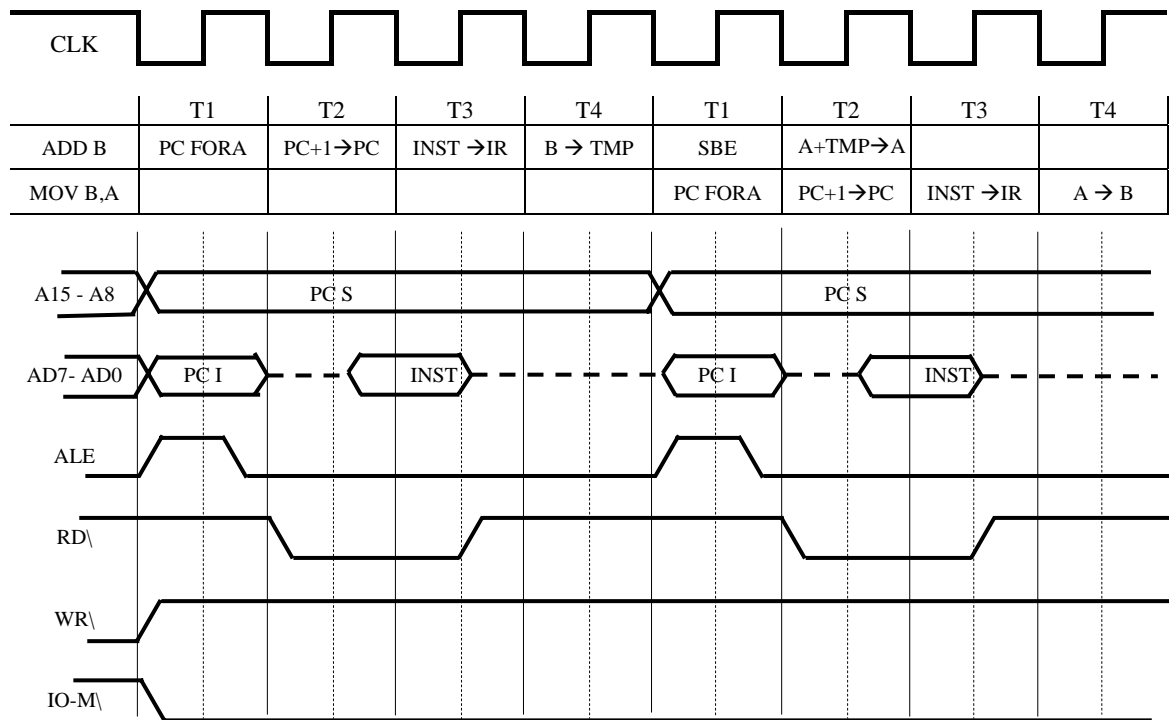 CLK
T1 T2 T3 T4 T1 T2 T3 T4
ADD B PC FORA PC+1→PC INST →IR B → TMP SBE A+TMP→A
MOV B,A PC FORA PC+1→PC INST →IR A → B
A15 - A8 PC S PC S
AD7- AD0 PC I INST PC I INST
ALE
RD\
WR\
IO-M\